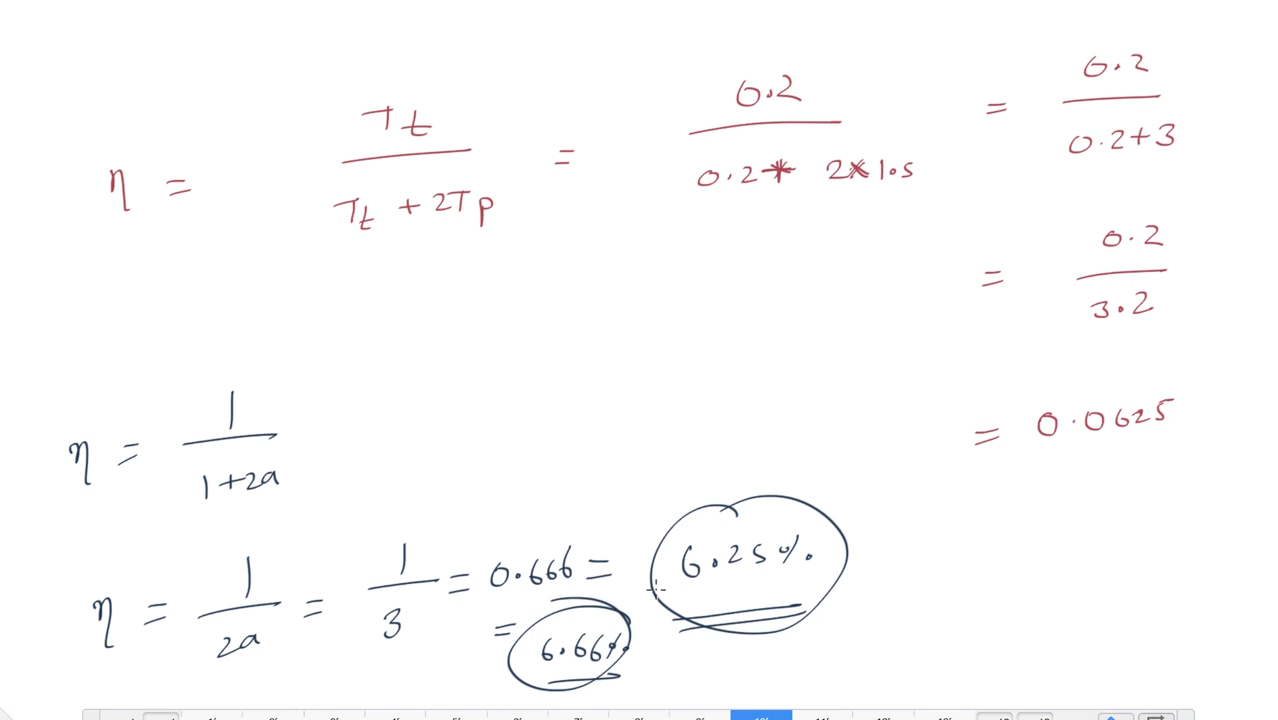 η = Tt / (Tt + 2Tp) = 0.2 / (0.2 * 2*1.5) = 0.2 / (0.2+3)
= 0.2 / 3.2
= 0.0625
η = 1 / (1+2a)
η = 1 / 2a = 1 / 3 = 0.666 = 6.25%
= 6.66%